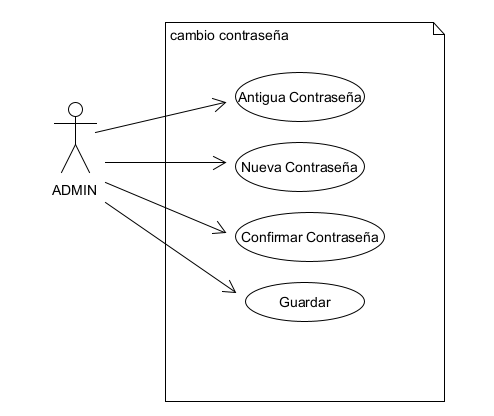 cambio contraseña
Antigua Contraseña
Nueva Contraseña
ADMIN
Confirmar Contraseña
Guardar